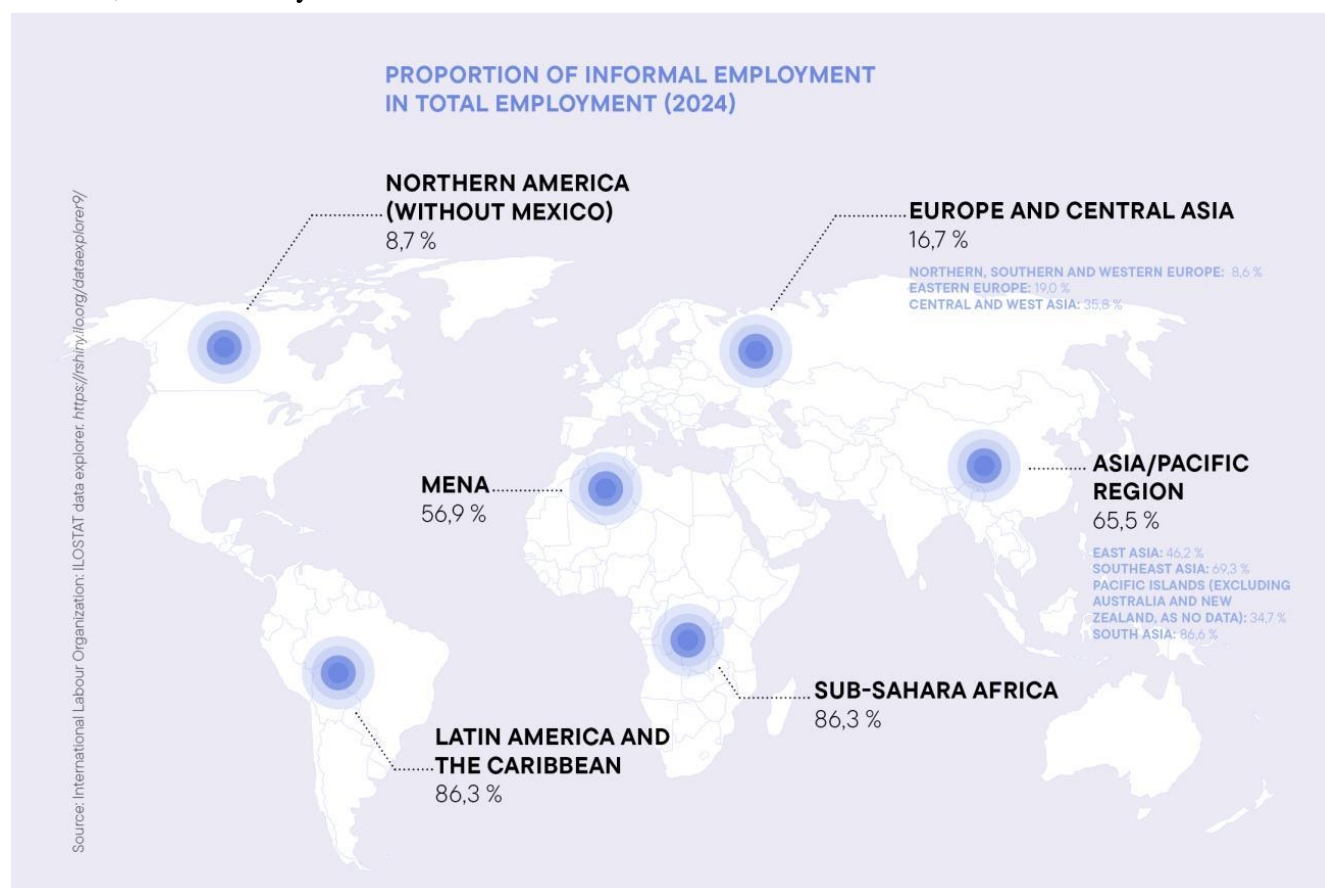 PROPORTION OF INFORMAL EMPLOYMENT
IN TOTAL EMPLOYMENT (2024)
NORTHERN AMERICA
(WITHOUT MEXICO)
8,7 %
EUROPE AND CENTRAL ASIA
16,7 %
NORTHERN, SOUTHERN AND WESTERN EUROPE: 8,6 %
EASTERN EUROPE: 19,0 %
CENTRAL AND WEST ASIA: 35,8 %
MENA
56,9 %
ASIA/PACIFIC
REGION
65,5 %
EAST ASIA: 46,2 %
SOUTHEAST ASIA: 69,3 %
PACIFIC ISLANDS (EXCLUDING
AUSTRALIA AND NEW
ZEALAND, AS NO DATA): 34,7 %
SOUTH ASIA: 86,6 %
SUB-SAHARA AFRICA
86,3 %
LATIN AMERICA AND
THE CARIBBEAN
86,3 %
Source: International Labour Organization: ILOSTAT data explorer. https://rshiny.ilo.org/dataexplorer9/